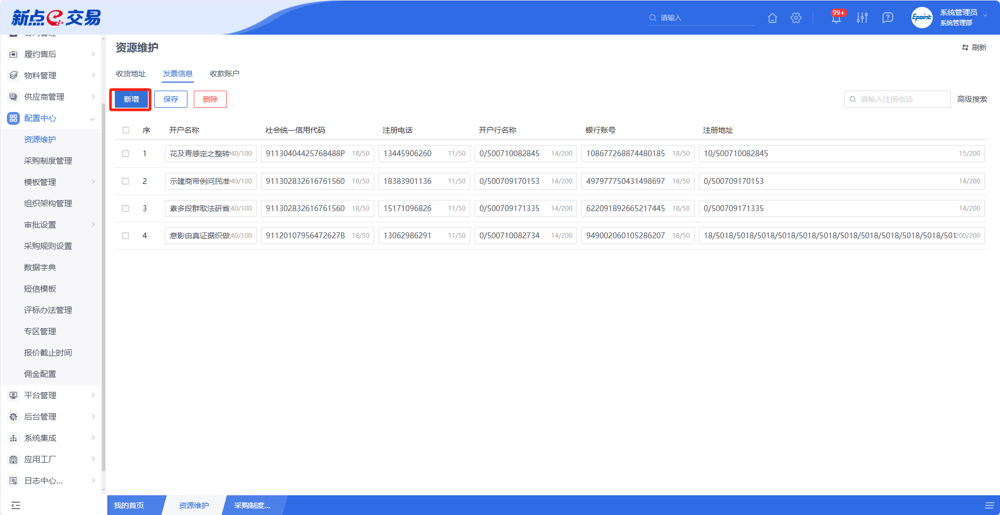 新点e交易
请输入
99+
Epoint
系统管理员
系统管理部
履约售后
物料管理
供应商管理
配置中心
资源维护
采购制度管理
模板管理
组织架构管理
审批设置
采购规则设置
数据字典
短信模板
评标办法管理
专区管理
报价截止时间
佣金配置
平台管理
后台管理
系统集成
应用工厂
日志中心...
资源维护
刷新
收货地址 发票信息 收款账户
新增 保存 删除
请输入注册电话 高级搜索
序 开户名称 社会统一信用代码 注册电话 开户行名称 银行账号 注册地址
1 花及青感定之整转 40/100 91130404425768488P 18/50 13445906260 11/50 0/500710082845 14/200 108677268874480185 18/50 10/500710082845 15/200
2 示建商带例问民准 40/100 911302832616761560 18/50 18383901136 11/50 0/500709170153 14/200 497977750431498697 18/50 0/500709170153 14/200
3 素多段群取法研省 40/100 911302832616761560 18/50 15171096826 11/50 0/500709171335 14/200 622091892665217445 18/50 0/500709171335 14/200
4 意影由真证据织做 40/100 91120107956472627B 18/50 13062986291 11/50 0/500710082734 14/200 949002060105286207 18/50 18/5018/5018/5018/5018/5018/5018/5018/5018/5018/5018/5018/501 200/200
我的首页 资源维护 采购制度...